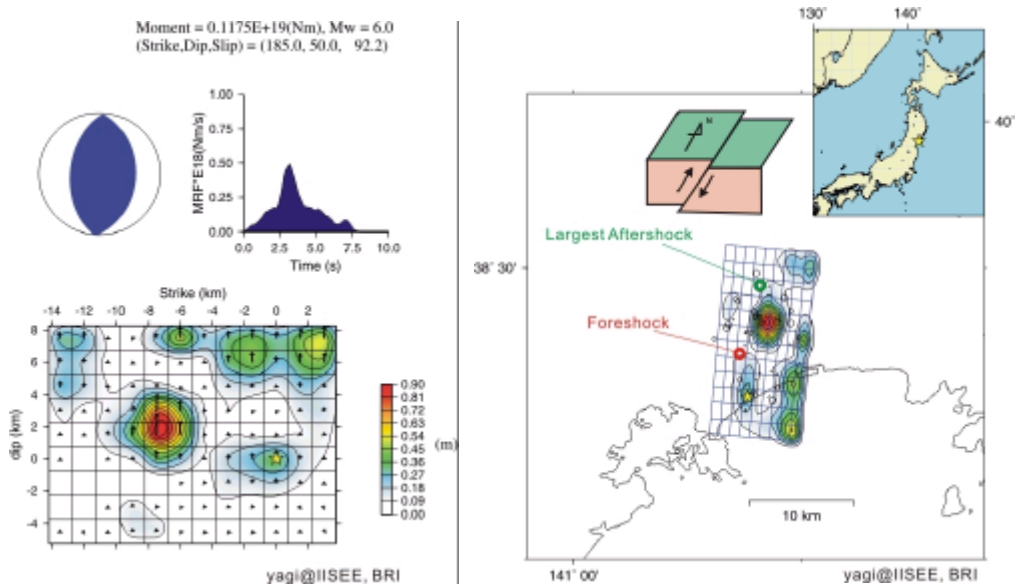 Moment = 0.1175E+19(Nm), Mw = 6.0
(Strike,Dip,Slip) = (185.0, 50.0, 92.2)
MRF*E18(Nm/s)
1.00
0.75
0.50
0.25
0.00
0.0 2.5 5.0 7.5 10.0
Time (s)
Strike (km)
-14 -12 -10 -8 -6 -4 -2 0 2
dip (km)
8
6
4
2
0
-2
-4
0.90
0.81
0.72
0.63
0.54
0.45
0.36
0.27
0.18
0.09
0.00
(m)
yagi@IISEE, BRI
130° 140°
40°
N
Largest Aftershock
38° 30'
Foreshock
10 km
141° 00'
yagi@IISEE, BRI